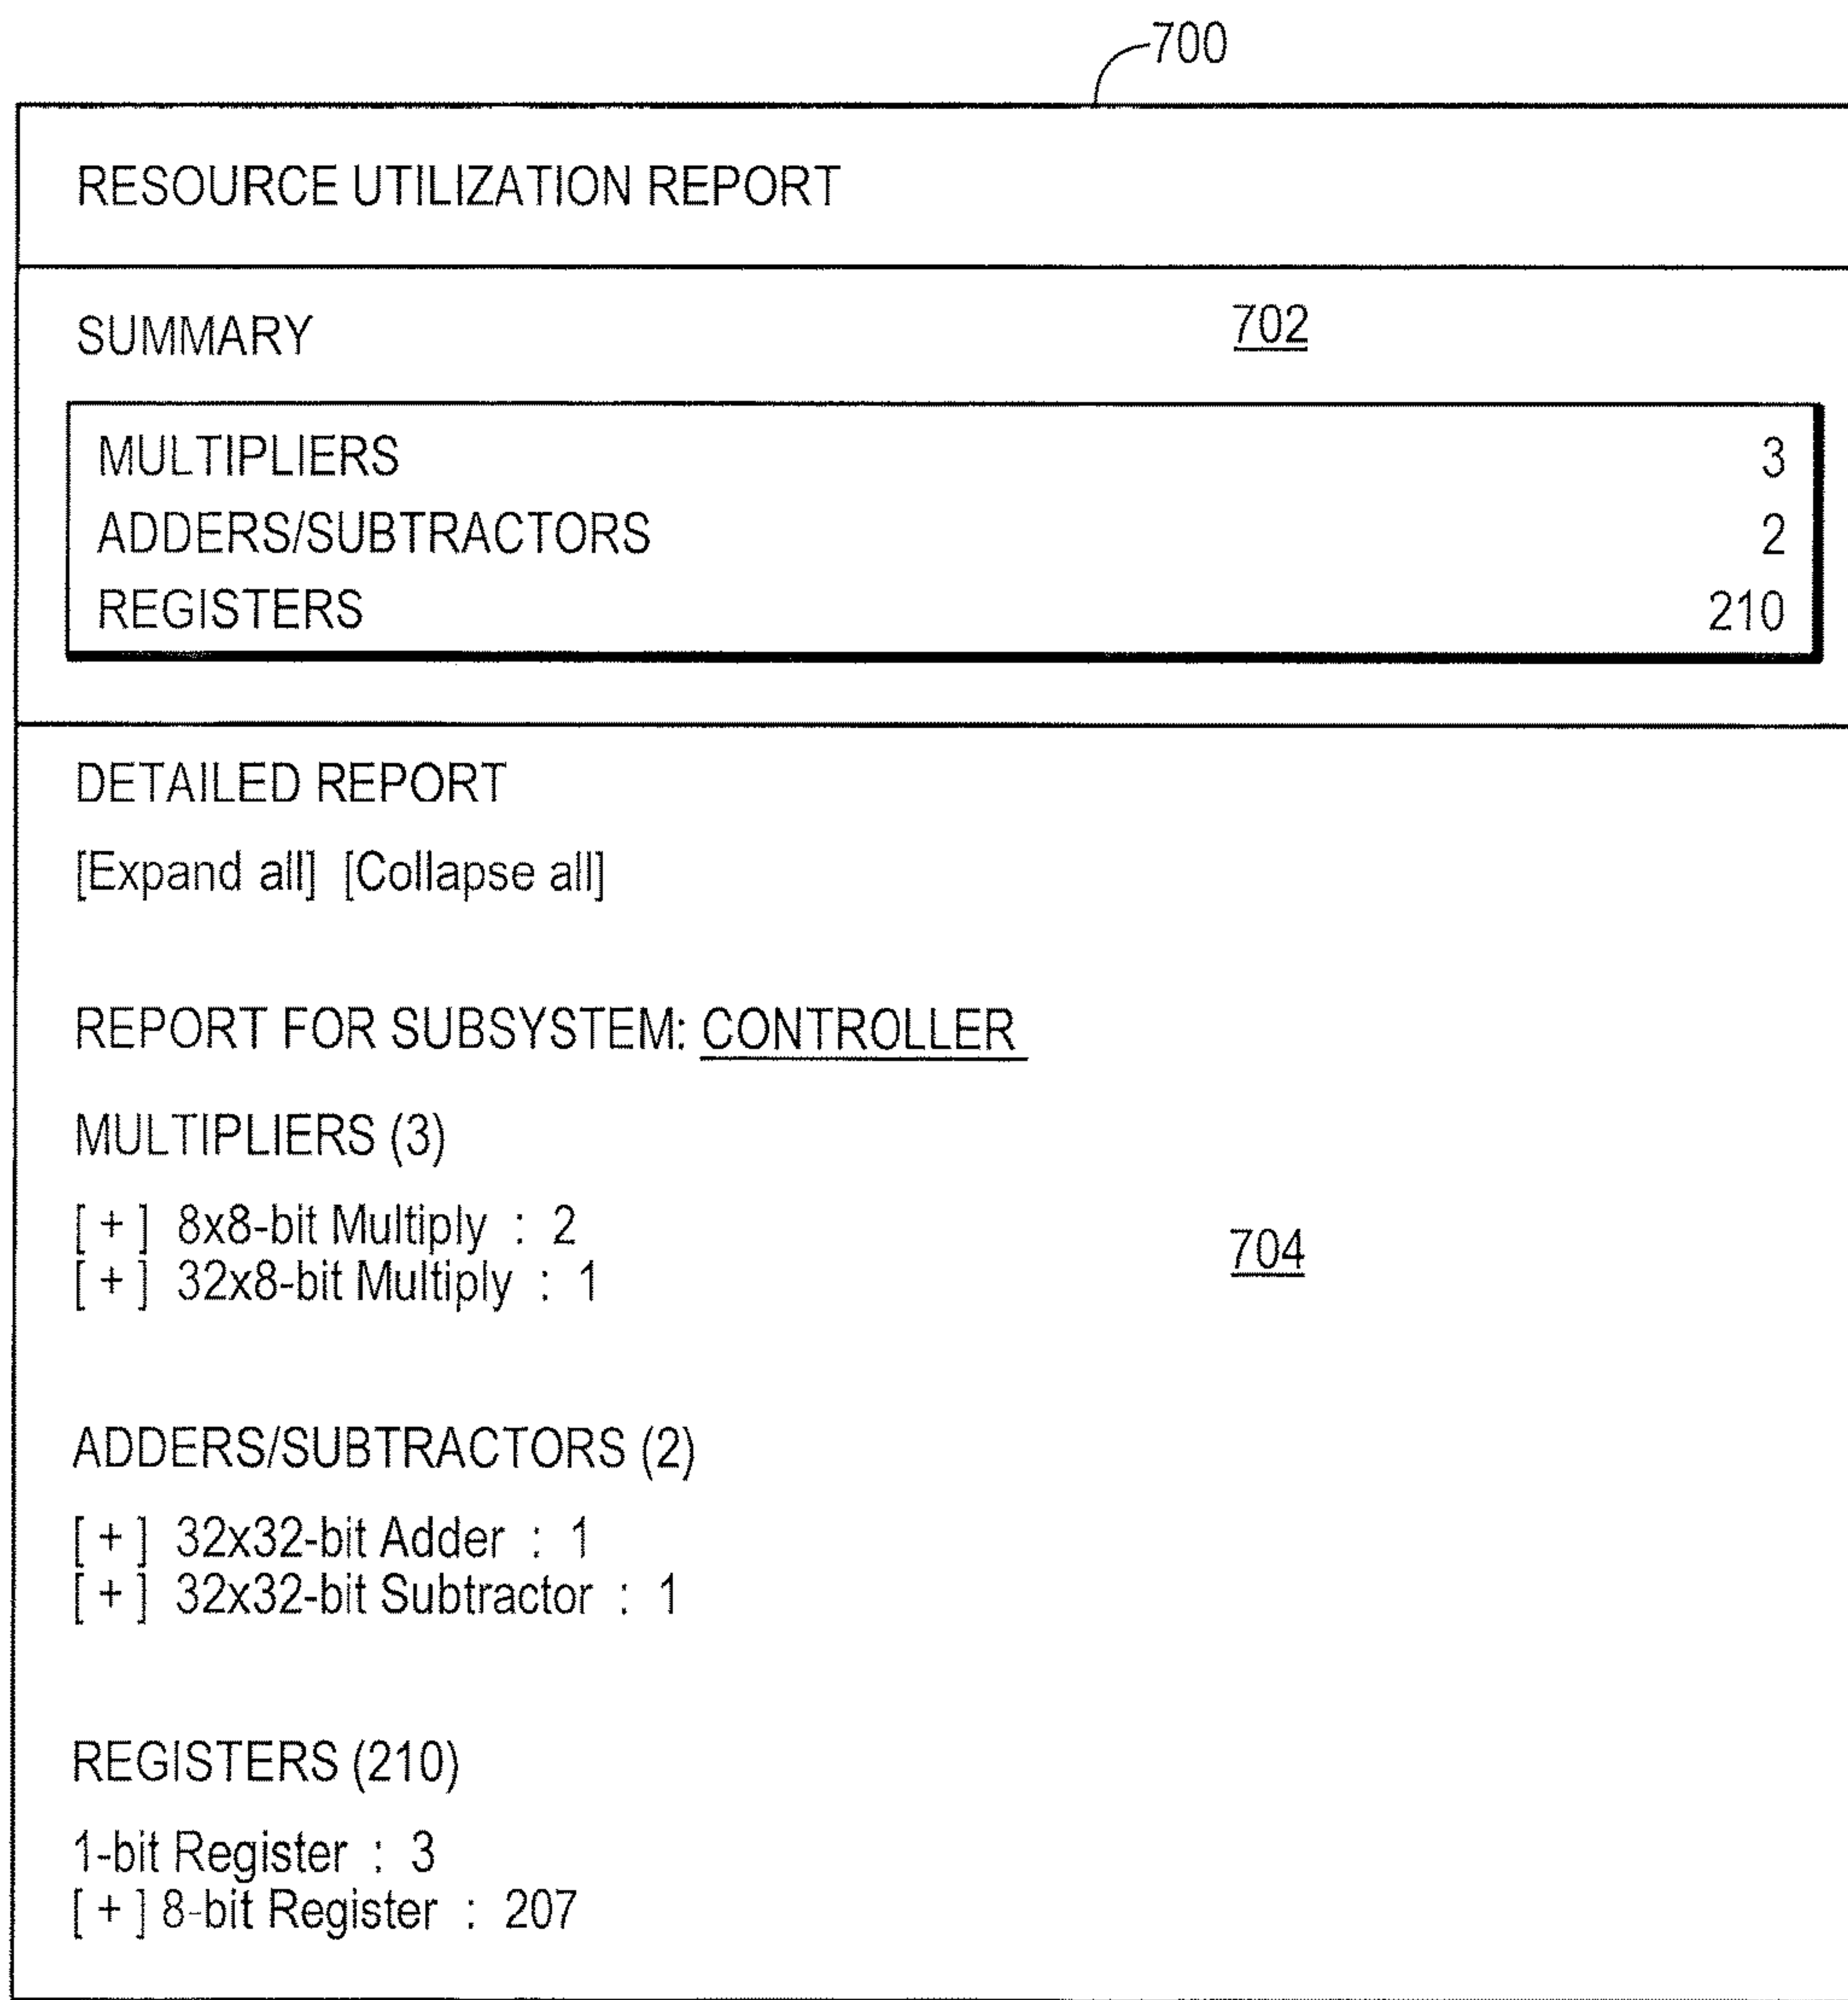 700
RESOURCE UTILIZATION REPORT
SUMMARY 702
MULTIPLIERS 3
ADDERS/SUBTRACTORS 2
REGISTERS 210
DETAILED REPORT
[Expand all] [Collapse all]
REPORT FOR SUBSYSTEM: CONTROLLER
MULTIPLIERS (3)
[ + ] 8x8-bit Multiply : 2
704
[ + ] 32x8-bit Multiply : 1
ADDERS/SUBTRACTORS (2)
[ + ] 32x32-bit Adder : 1
[ + ] 32x32-bit Subtractor : 1
REGISTERS (210)
1-bit Register : 3
[ + ] 8-bit Register : 207